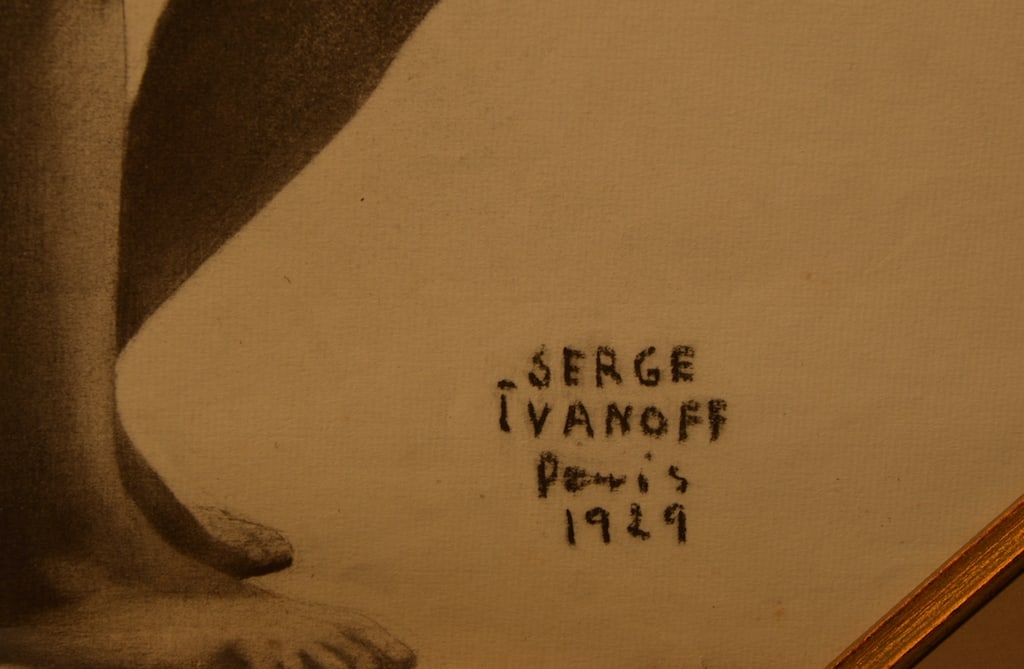 SERGE
IVANOFF
Paris
1929